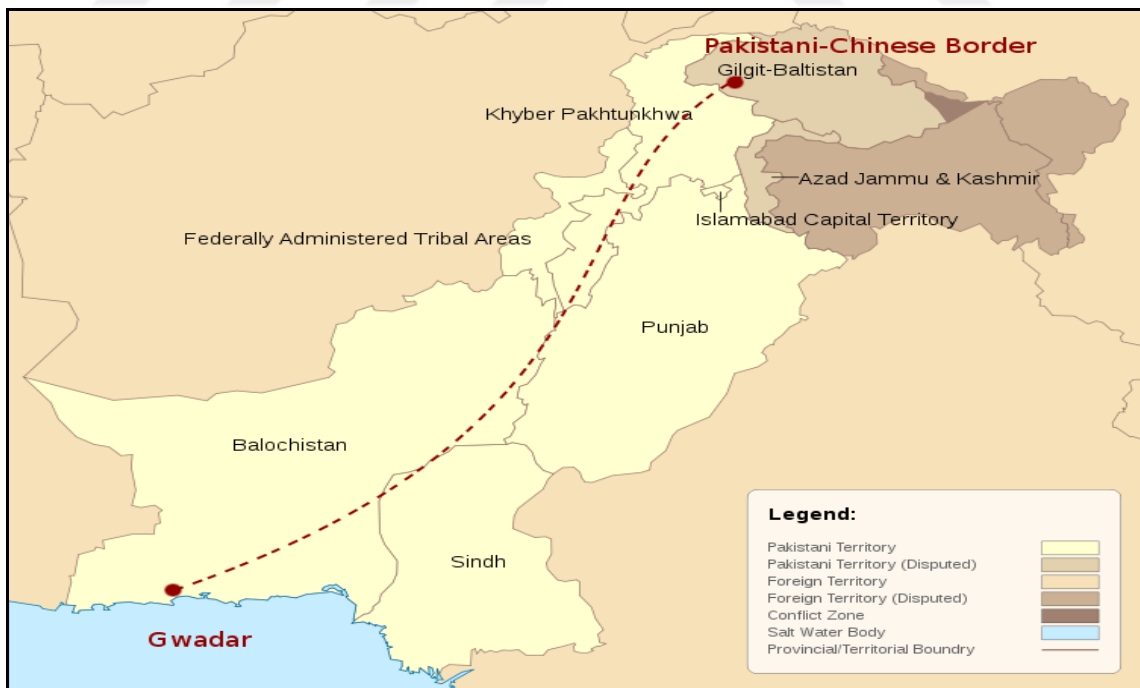 Pakistani-Chinese Border
Gilgit-Baltistan
Khyber Pakhtunkhwa
Azad Jammu & Kashmir
Islamabad Capital Territory
Federally Administered Tribal Areas
Punjab
Balochistan
Sindh
Gwadar
Legend:
Pakistani Territory
Pakistani Territory (Disputed)
Foreign Territory
Foreign Territory (Disputed)
Conflict Zone
Salt Water Body
Provincial/Territorial Boundry